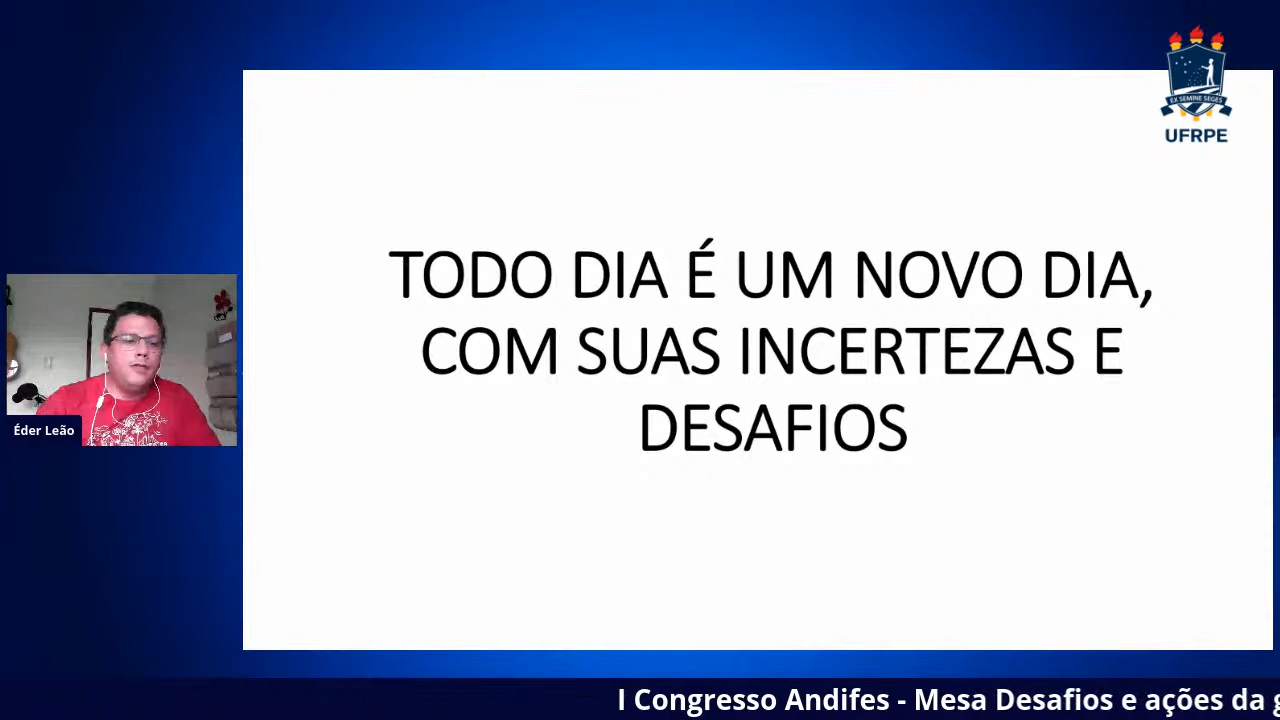 EX SEMINE SEGES
UFRPE
TODO DIA É UM NOVO DIA,
COM SUAS INCERTEZAS E
DESAFIOS
Éder Leão
I Congresso Andifes - Mesa Desafios e ações da g